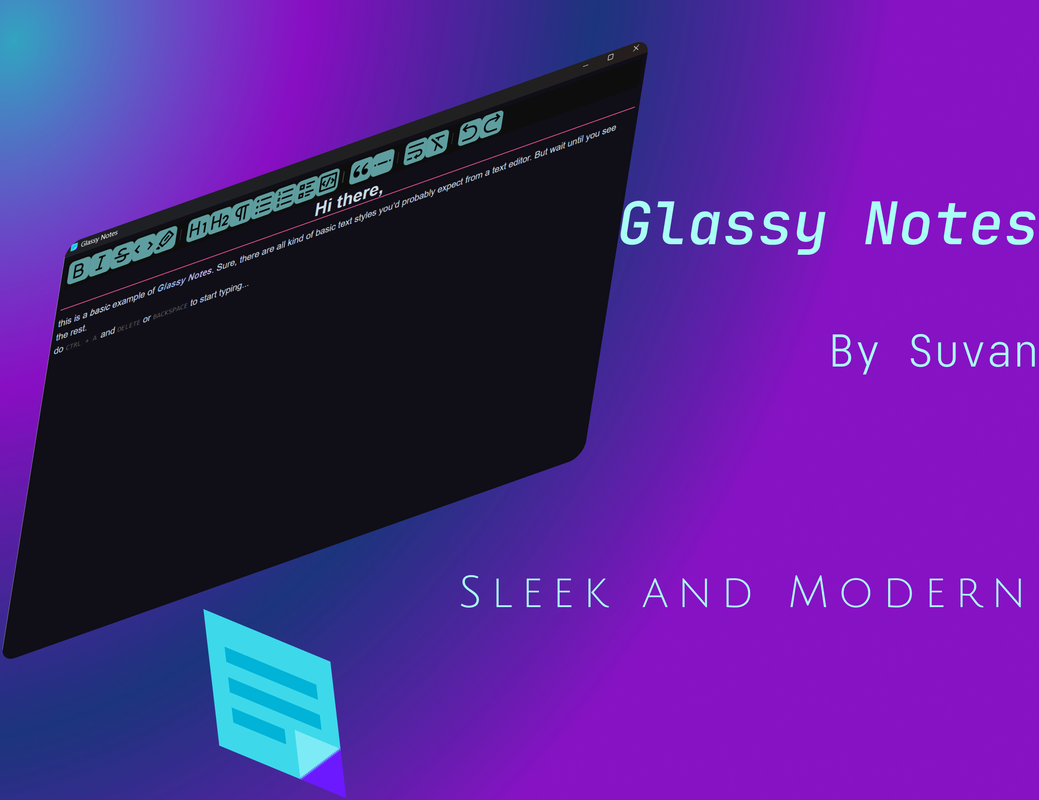 Glassy Notes
B I S H1 H2 ¶
Hi there,
this is a basic example of Glassy Notes. Sure, there are all kind of basic text styles you'd probably expect from a text editor. But wait until you see
the rest.
do CTRL + A and DELETE or BACKSPACE to start typing...
Glassy Notes
By Suvan
Sleek and Modern